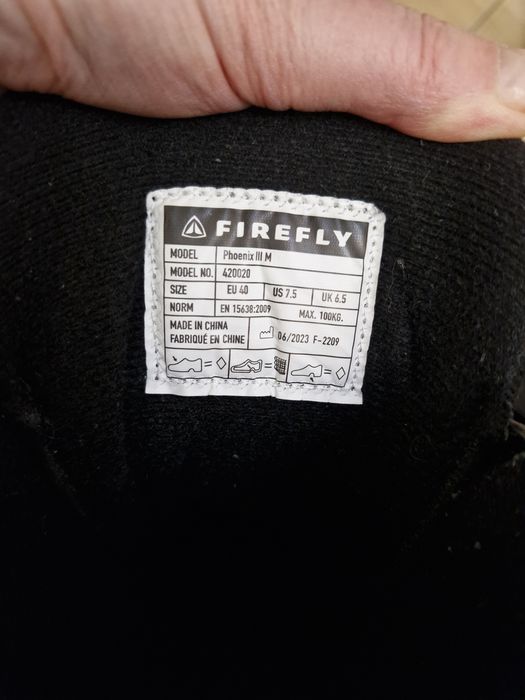 FIREFLY
MODEL Phoenix III M
MODEL NO. 420020
SIZE EU 40 US 7.5 UK 6.5
NORM EN 15638:2009 MAX. 100KG.
MADE IN CHINA
FABRIQUÉ EN CHINE 06/2023 F-2209